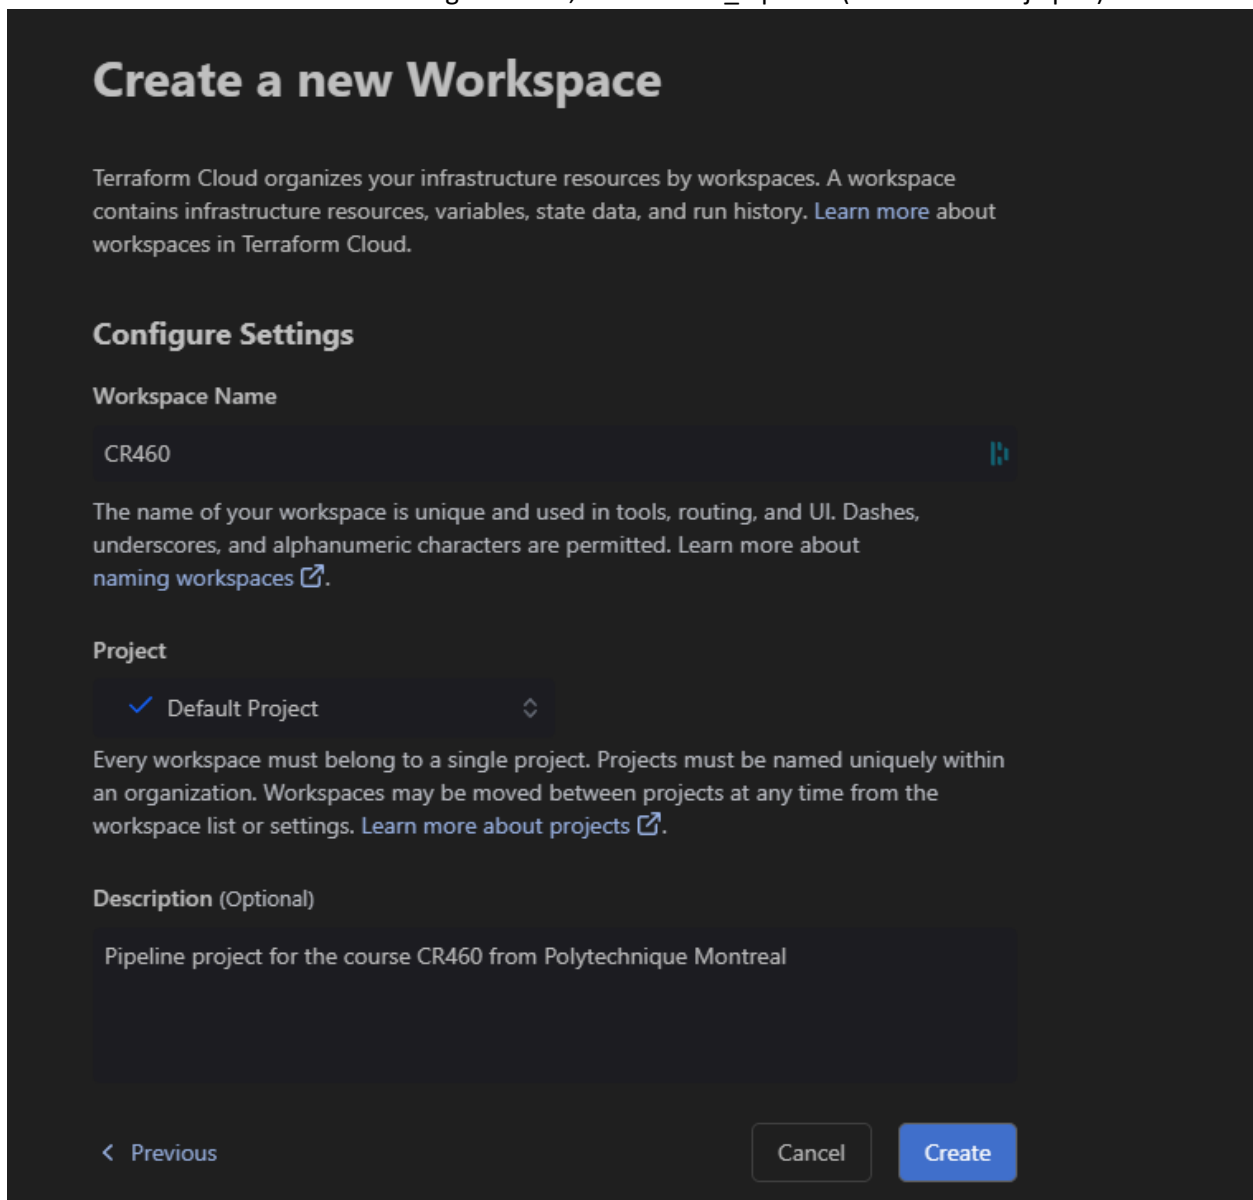 Create a new Workspace
Terraform Cloud organizes your infrastructure resources by workspaces. A workspace
contains infrastructure resources, variables, state data, and run history. Learn more about
workspaces in Terraform Cloud.
Configure Settings
Workspace Name
CR460
The name of your workspace is unique and used in tools, routing, and UI. Dashes,
underscores, and alphanumeric characters are permitted. Learn more about
naming workspaces.
Project
Default Project
Every workspace must belong to a single project. Projects must be named uniquely within
an organization. Workspaces may be moved between projects at any time from the
workspace list or settings. Learn more about projects.
Description (Optional)
Pipeline project for the course CR460 from Polytechnique Montreal
Previous
Cancel
Create